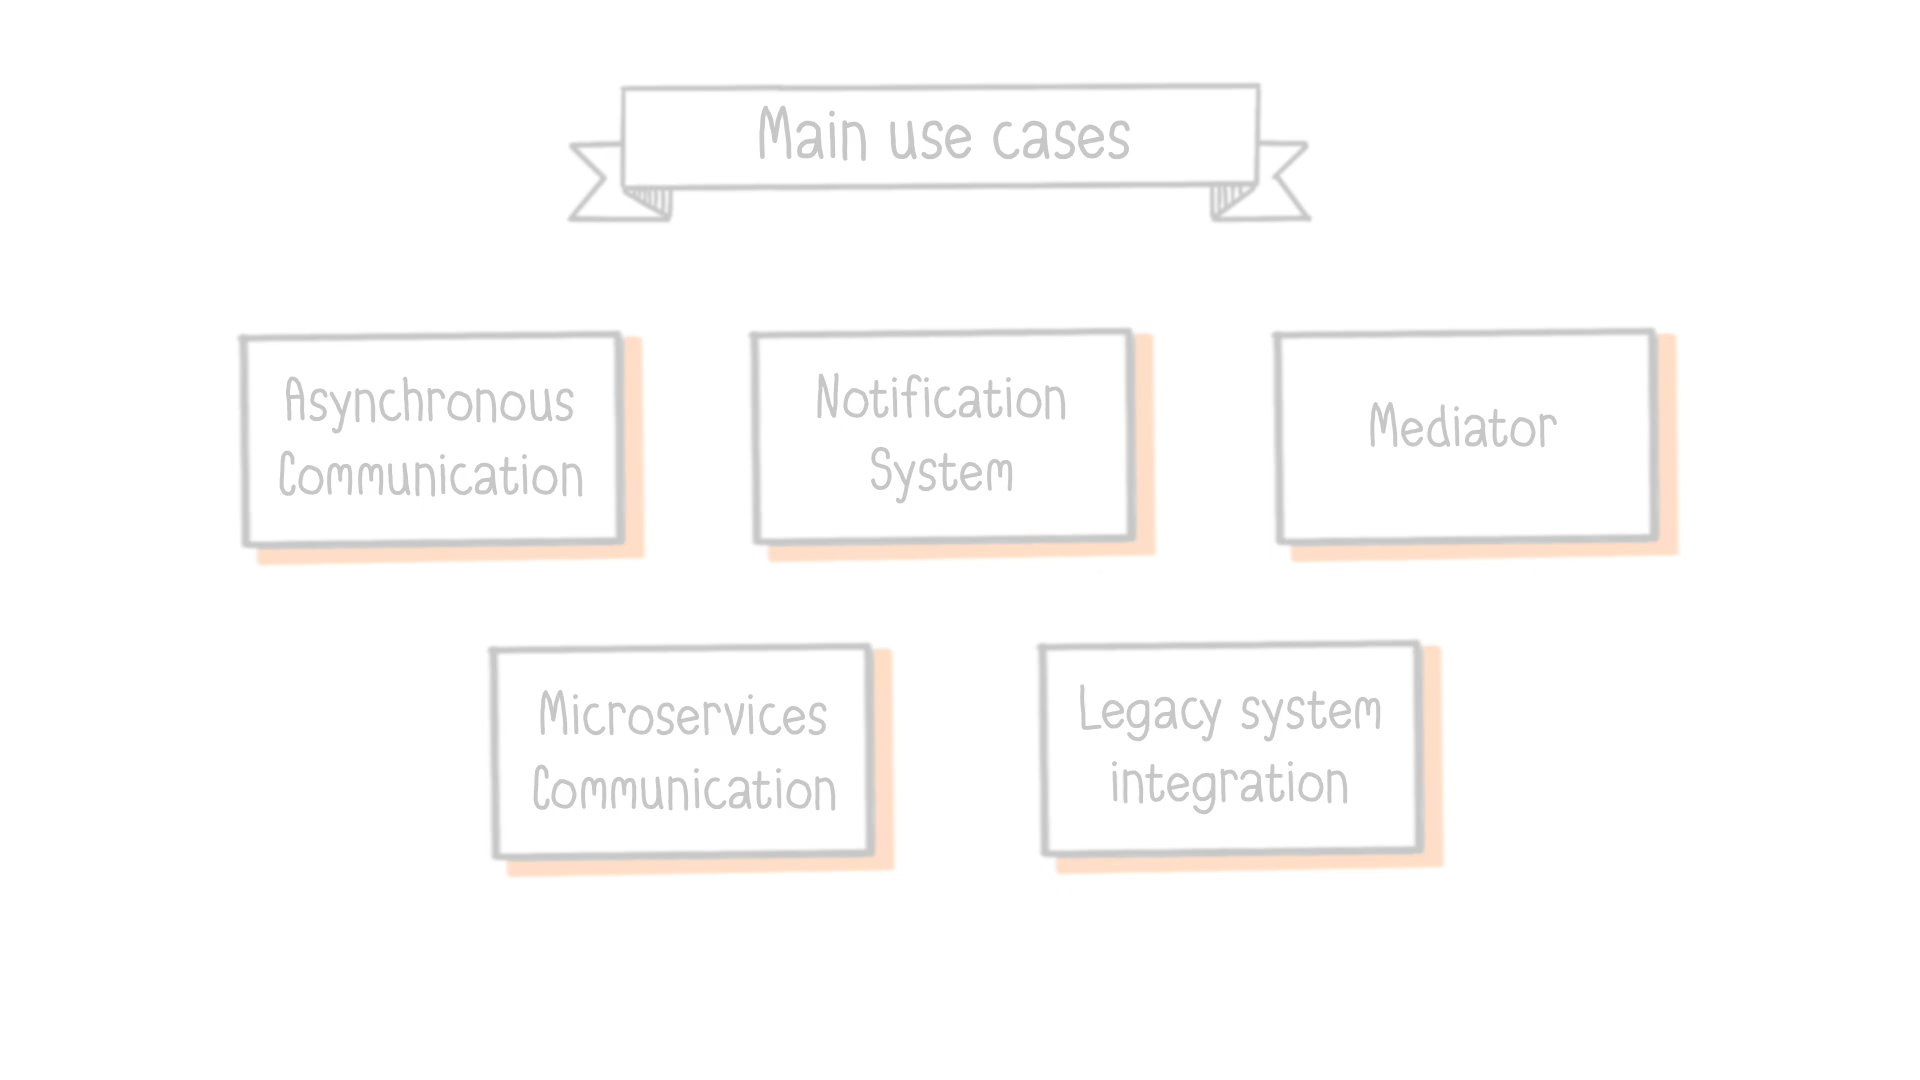 Main use cases
Asynchronous
Communication
Notification
System
Mediator
Microservices
Communication
Legacy system
integration